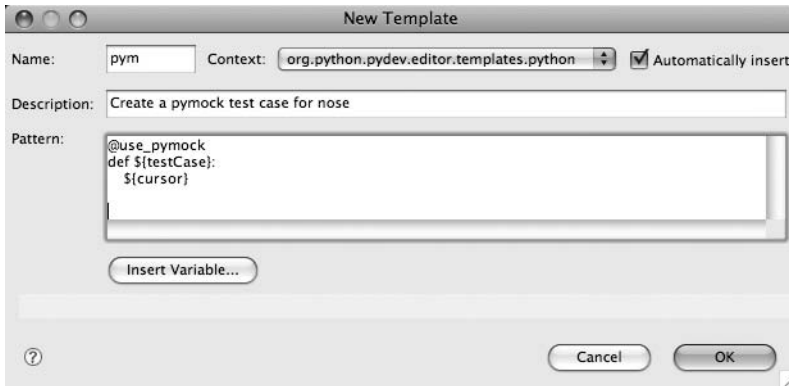 New Template
Name: pym Context: org.python.pydev.editor.templates.python Automatically insert
Description: Create a pymock test case for nose
Pattern:
@use_pymock
def ${testCase}:
${cursor}
Insert Variable...
? Cancel OK